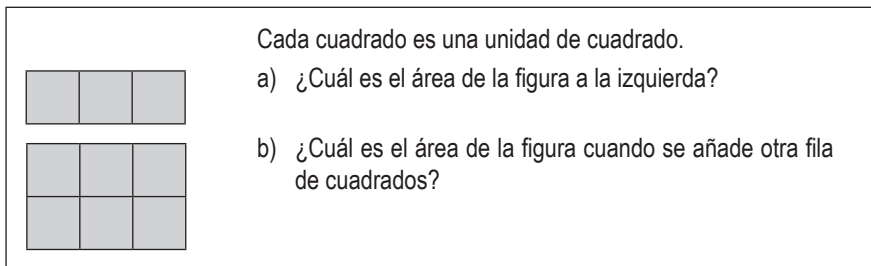 Cada cuadrado es una unidad de cuadrado.
a) ¿Cuál es el área de la figura a la izquierda?
b) ¿Cuál es el área de la figura cuando se añade otra fila
de cuadrados?